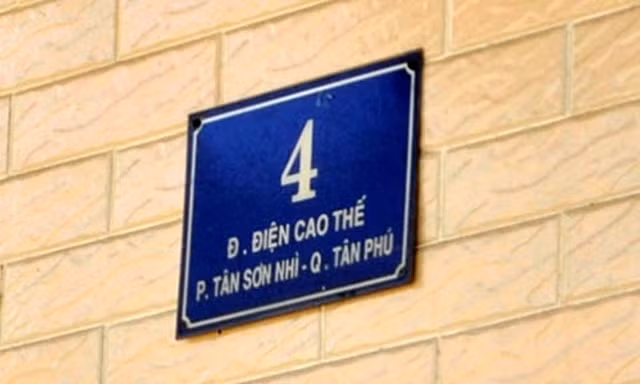 4
Đ . ĐIỆN CAO THẾ
P. TÂN SƠN NHÌ - Q . TÂN PHÚ